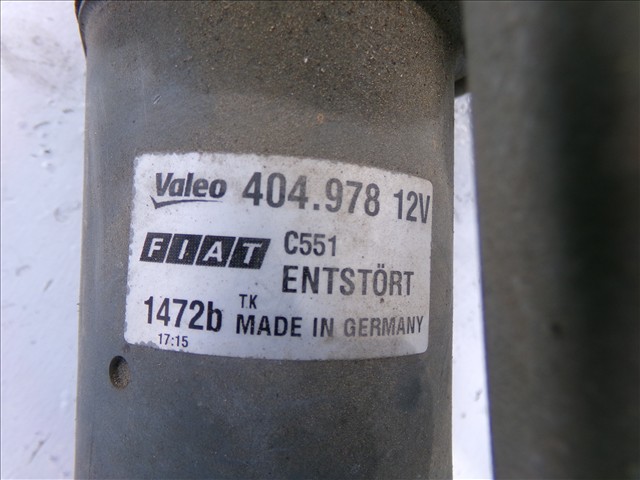 Valeo 404.978 12V
FIAT C551
ENTSTÖRT
1472b T.K MADE IN GERMANY
17:15